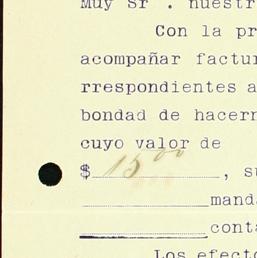 Muy Sr . nuestr
Con la pr
acompañar factur
rrespondientes a
bondad de hacern
cuyo valor de
$ 15 00 , su
mand
cont
Los efecto